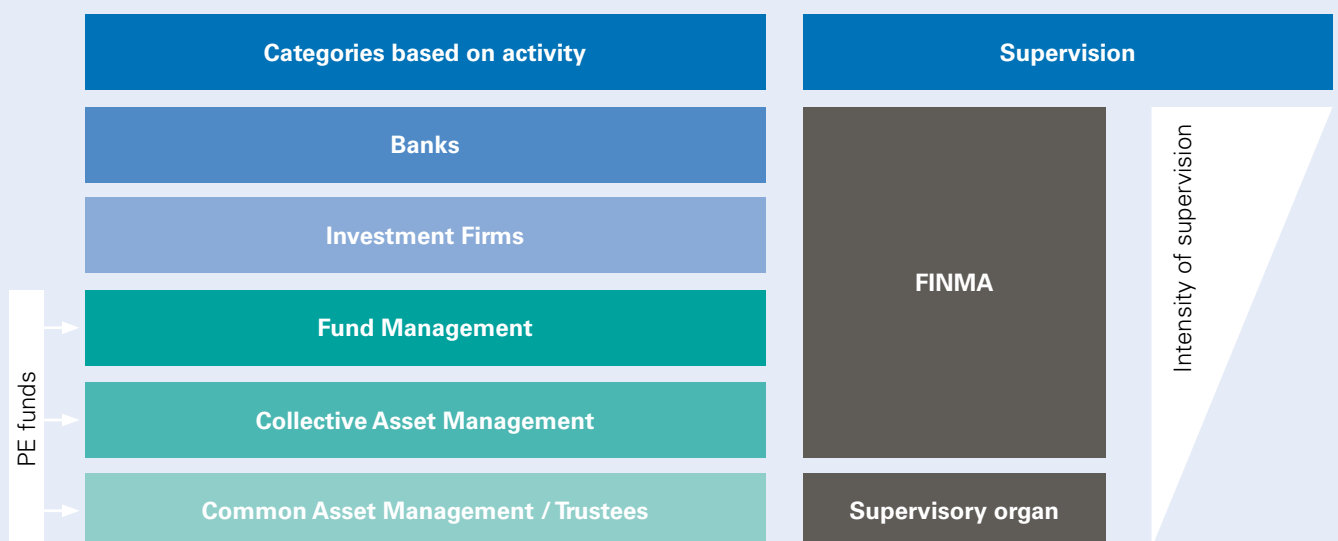 Categories based on activity
Supervision
Banks
Investment Firms
Fund Management
Collective Asset Management
Common Asset Management / Trustees
PE funds
FINMA
Supervisory organ
Intensity of supervision